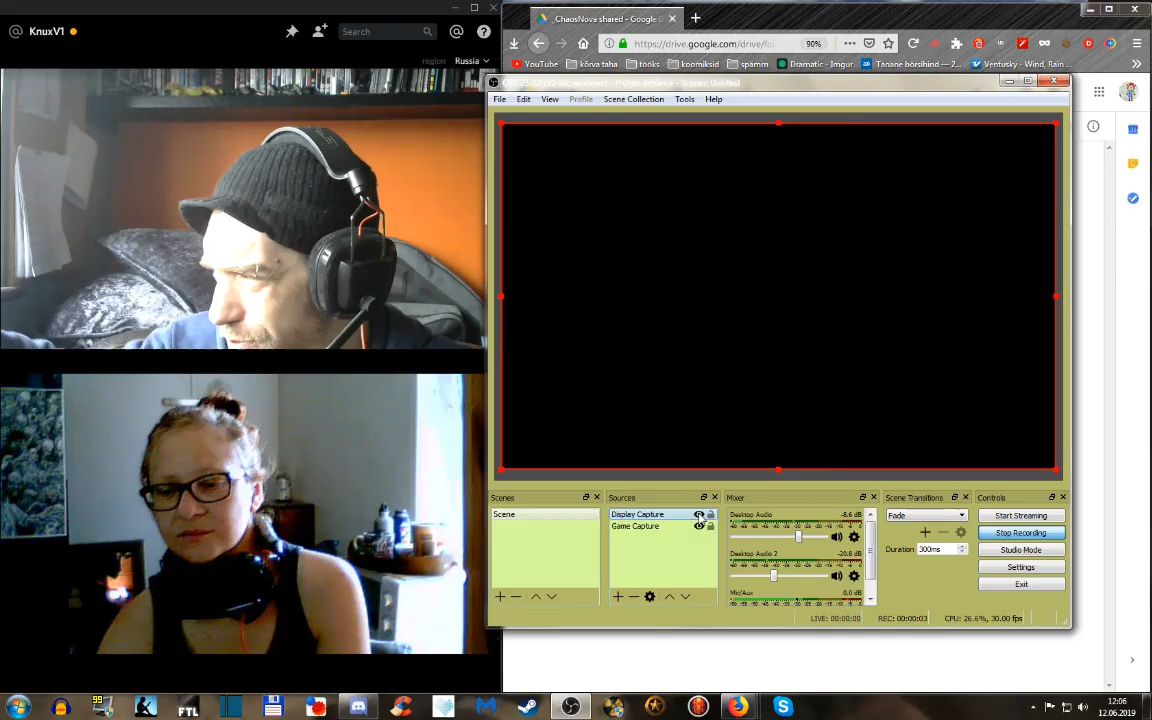 KnuxV1
Search
region
Russia
_ChaosNova shared - Google D
https://drive.google.com/drive/fol
90%
YouTube
kõrva taha
tööks
koomiksid
spämm
Dramatic - Imgur
Tänane börsihind — 2...
Ventusky - Wind, Rain ...
File Edit View Profile Scene Collection Tools Help
Scenes
Scene
Sources
Display Capture
Game Capture
Mixer
Desktop Audio -8.6 dB
Desktop Audio 2 -20.8 dB
Mic/Aux 0.0 dB
Scene Transitions
Fade
Duration 300ms
Controls
Start Streaming
Stop Recording
Studio Mode
Settings
Exit
LIVE: 00:00:00 REC: 00:00:03 CPU: 26.6%, 30.00 fps
99
FTL
12:06
12.06.2019